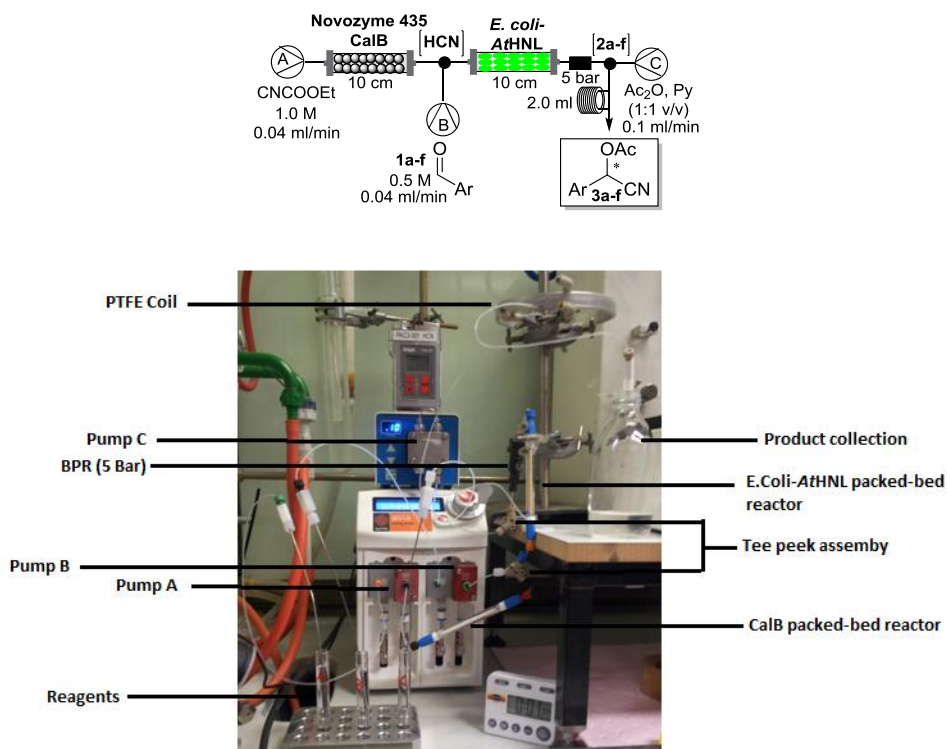 Novozyme 435
CalB
[HCN]
E. coli-
AtHNL
[2a-f]
A
C
10 cm
10 cm
5 bar
CNCOOEt
1.0 M
0.04 ml/min
B
2.0 ml
Ac2O, Py
(1:1 v/v)
0.1 ml/min
1a-f
O
0.5 M
Ar
0.04 ml/min
OAc
*
Ar
CN
3a-f
PTFE Coil
Pump C
BPR (5 Bar)
Product collection
E.Coli-AtHNL packed-bed
reactor
Tee peek assemby
Pump B
Pump A
CalB packed-bed reactor
Reagents
.10